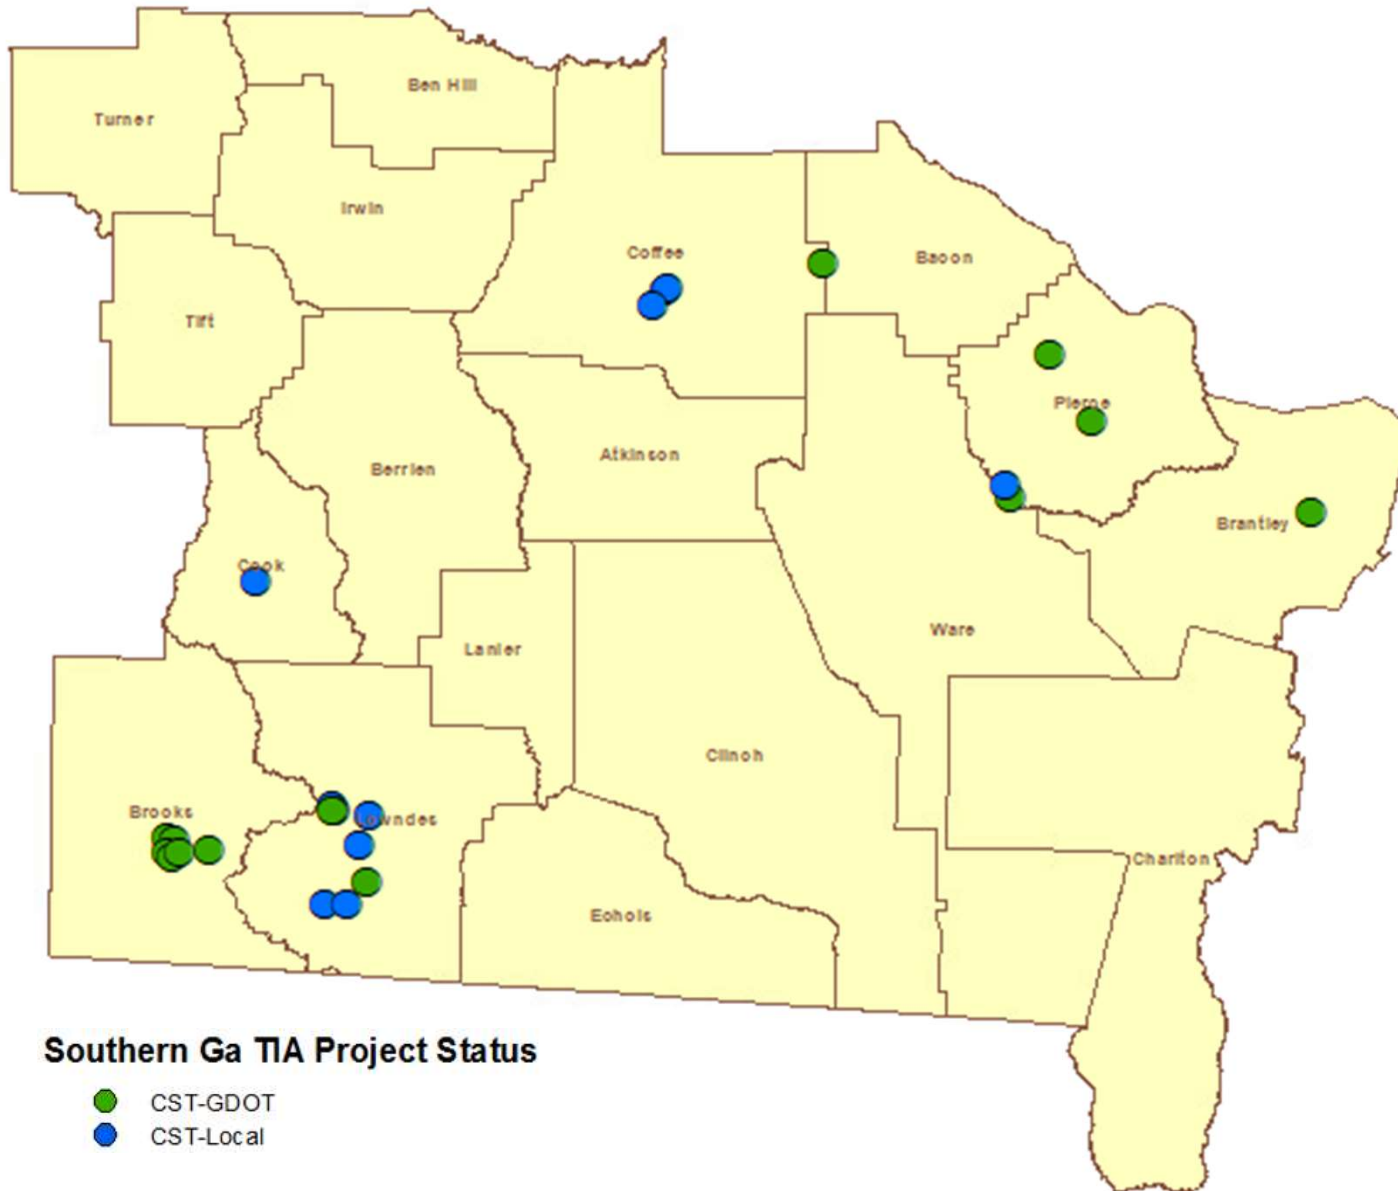 Ben Hill
Turner
Irwin
Coffee
Bacon
Tift
Pierce
Atkinson
Berrien
Brantley
Cook
Ware
Lanier
Clinch
Brooks
Lowndes
Charlton
Echols
Southern Ga TIA Project Status
CST-GDOT
CST-Local